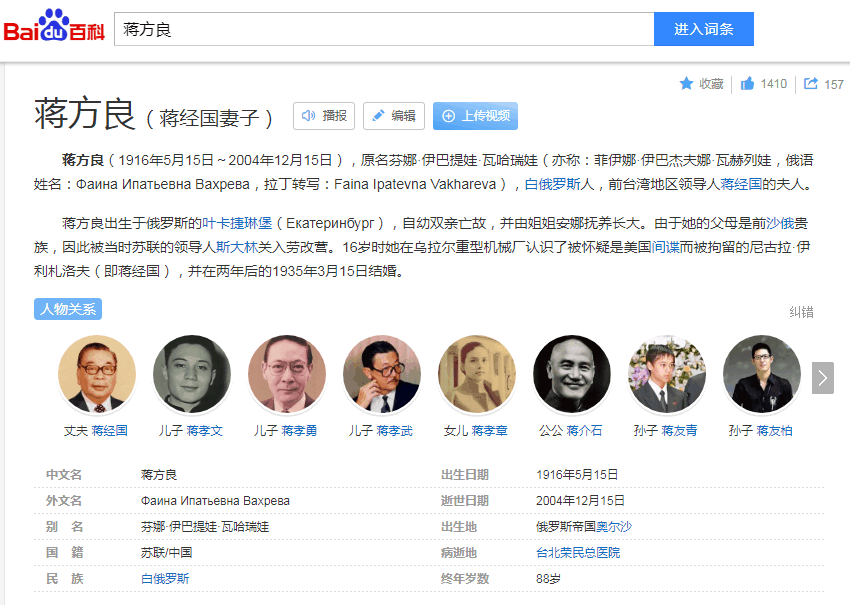 Bai du 百科
蒋方良
进入词条
收藏 1410 157
蒋方良（蒋经国妻子） 播报 编辑 上传视频
蒋方良（1916年5月15日～2004年12月15日），原名芬娜·伊巴提娃·瓦哈瑞娃（亦称：菲伊娜·伊巴杰夫娜·瓦赫列娃，俄语
姓名：Фаина Ипатьевна Вахрева，拉丁转写：Faina Ipatevna Vakhareva），白俄罗斯人，前台湾地区领导人蒋经国的夫人。
蒋方良出生于俄罗斯的叶卡捷琳堡（Екатеринбург），自幼双亲亡故，并由姐姐安娜抚养长大。由于她的父母是前沙俄贵
族，因此被当时苏联的领导人斯大林关入劳改营。16岁时她在乌拉尔重型机械厂认识了被怀疑是美国间谍而被拘留的尼古拉·伊
利札洛夫（即蒋经国），并在两年后的1935年3月15日结婚。
人物关系
纠错
丈夫 蒋经国 儿子 蒋孝文 儿子 蒋孝勇 儿子 蒋孝武 女儿 蒋孝章 公公 蒋介石 孙子 蒋友青 孙子 蒋友柏
中文名 蒋方良 出生日期 1916年5月15日
外文名 Фаина Ипатьевна Вахрева 逝世日期 2004年12月15日
别 名 芬娜·伊巴提娃·瓦哈瑞娃 出生地 俄罗斯帝国奥尔沙
国 籍 苏联/中国 病逝地 台北荣民总医院
民 族 白俄罗斯 终年岁数 88岁